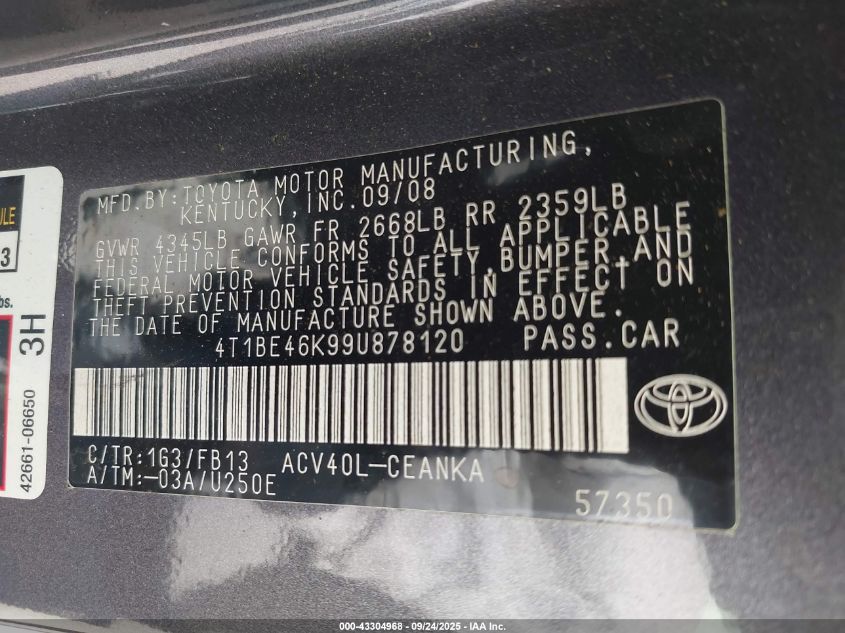 MFD.BY:TOYOTA MOTOR MANUFACTURING,
KENTUCKY,INC.09/08
GVWR 4345LB GAWR FR 2668LB RR 2359LB
THIS VEHICLE CONFORMS TO ALL APPLICABLE
FEDERAL MOTOR VEHICLE SAFETY,BUMPER,AND
THEFT PREVENTION STANDARDS IN EFFECT ON
THE DATE OF MANUFACTURE SHOWN ABOVE.
4T1BE46K99U878120 PASS.CAR
C/TR:1G3/FB13 ACV40L-CEANKA
A/TM:-03A/U250E
57350
3
bs.
3H
42661-06650
000-43304968 - 09/24/2025 - IAA Inc.